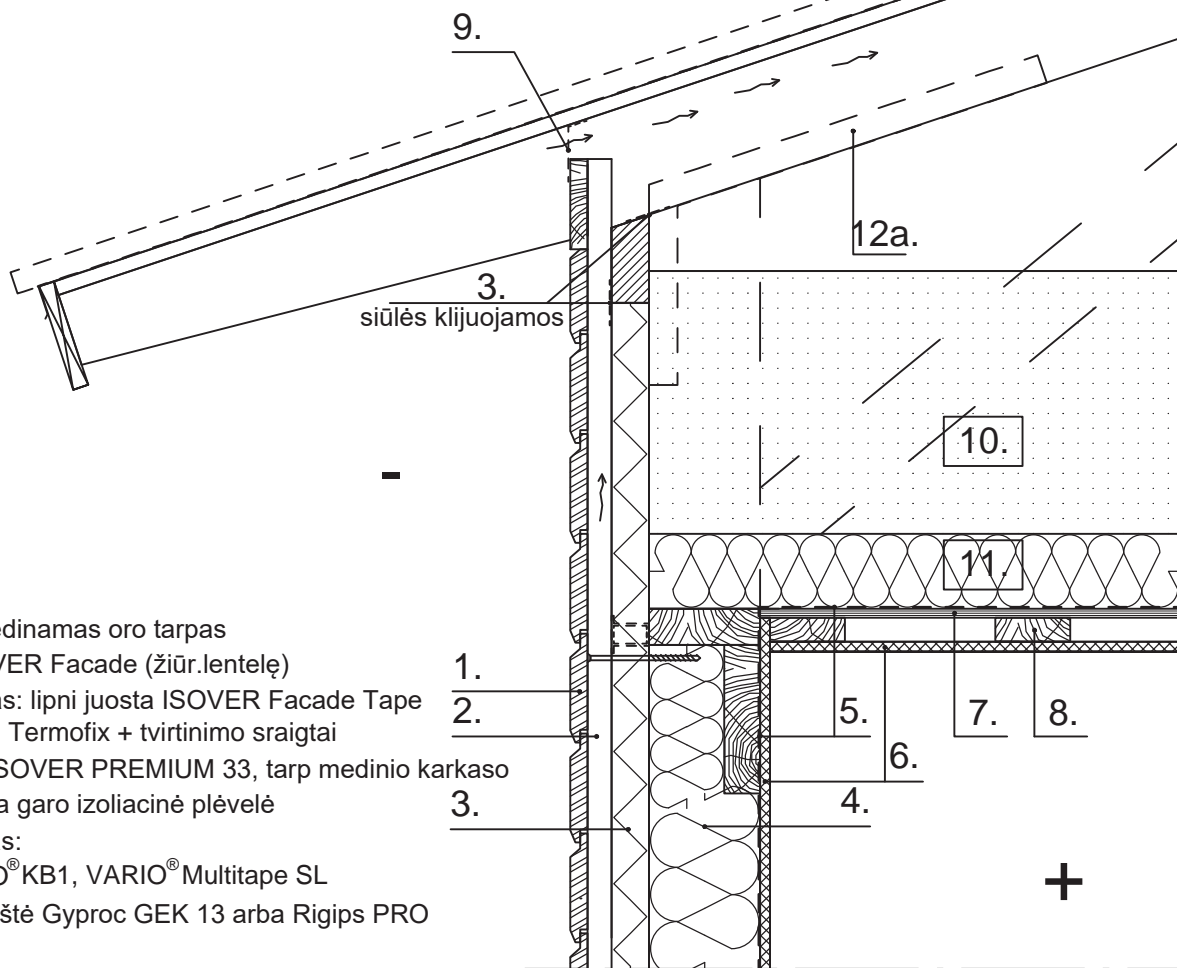 9.
12a.
3.
siūlės klijuojamos
10.
-
11.
edinamas oro tarpas
VER Facade (žiūr.lentelę)
as: lipni juosta ISOVER Facade Tape
Termofix + tvirtinimo sraigtai
SOVER PREMIUM 33, tarp medinio karkaso
a garo izoliacinė plėvelė
s:
O®KB1, VARIO®Multitape SL
štė Gyproc GEK 13 arba Rigips PRO
1.
2.
3.
5.
7.
8.
6.
4.
+